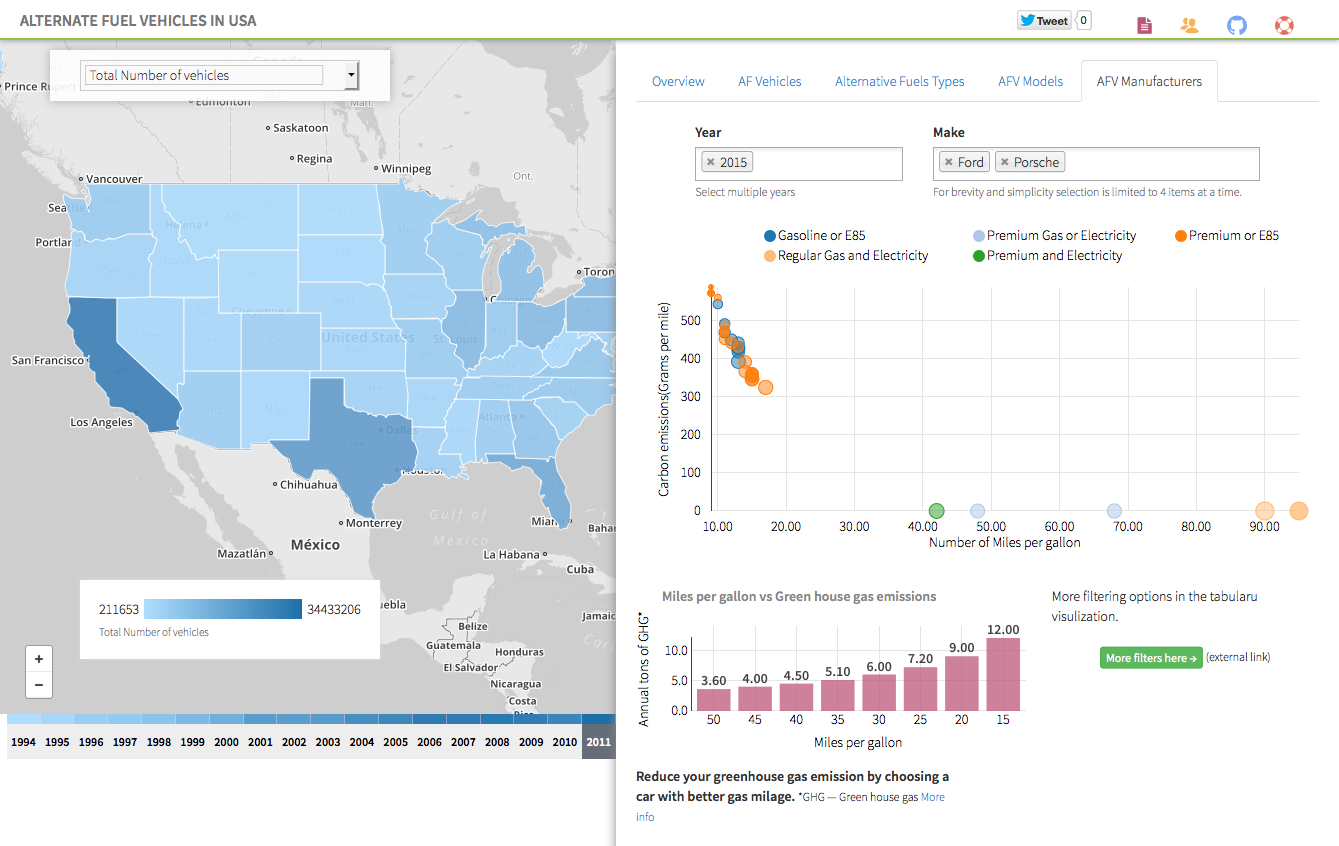 ALTERNATE FUEL VEHICLES IN USA
Tweet
0
Total Number of vehicles
Edmonton
Man.
Saskatoon
Regina
Winnipeg
Ont.
Vancouver
Portland
San Francisco
Los Angeles
Helena
Mont.
Cheyenne
United States
St. Louis
Chicago
Atlanta
Dallas
Houston
Chihuahua
Monterrey
Gulf of
Mexico
México
Mazatlán
La Habana
Cuba
Belize
Guatemala
Honduras
El Salvador
Nicaragua
Costa
211653
34433206
Total Number of vehicles
+
−
1994 1995 1996 1997 1998 1999 2000 2001 2002 2003 2004 2005 2006 2007 2008 2009 2010 2011
Overview AF Vehicles Alternative Fuels Types AFV Models AFV Manufacturers
Year
× 2015
Select multiple years
Make
× Ford × Porsche
For brevity and simplicity selection is limited to 4 items at a time.
Gasoline or E85 Premium Gas or Electricity Premium or E85
Regular Gas and Electricity Premium and Electricity
Carbon emissions(Grams per mile)
500
400
300
200
100
0
10.00 20.00 30.00 40.00 50.00 60.00 70.00 80.00 90.00
Number of Miles per gallon
Miles per gallon vs Green house gas emissions
Annual tons of GHG*
10.0
5.0
0.0
3.60 4.00 4.50 5.10 6.00 7.20 9.00 12.00
50 45 40 35 30 25 20 15
Miles per gallon
More filtering options in the tabularu
visulization.
More filters here → (external link)
Reduce your greenhouse gas emission by choosing a
car with better gas milage. *GHG — Green house gas More
info